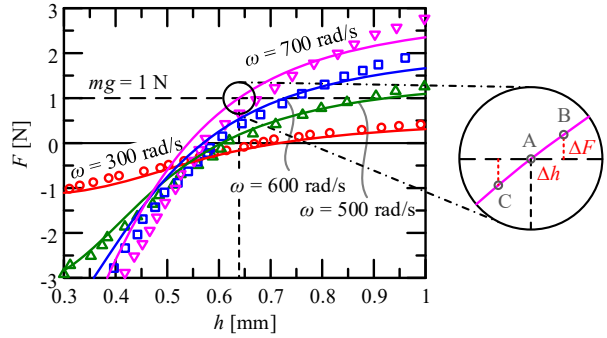 3
2
1
0
-1
-2
-3
F [N]
mg = 1 N
ω = 700 rad/s
ω = 300 rad/s
ω = 600 rad/s
ω = 500 rad/s
0.3 0.4 0.5 0.6 0.7 0.8 0.9 1
h [mm]
A
B
C
Δh
ΔF